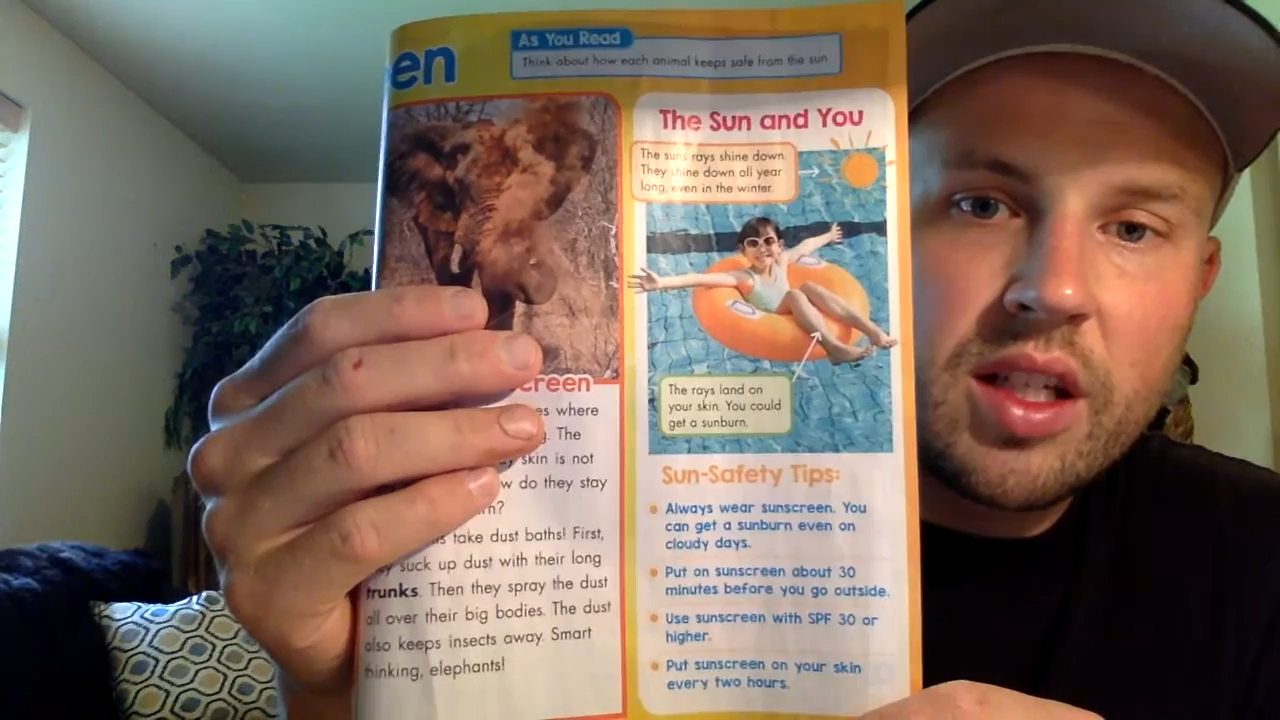 en
As You Read
Think about how each animal keeps safe from the sun
creen
es where
The
skin is not
w do they stay
rn?
s take dust baths! First,
suck up dust with their long
trunks. Then they spray the dust
all over their big bodies. The dust
also keeps insects away. Smart
thinking, elephants!
The Sun and You
The sun's rays shine down.
They shine down all year
long, even in the winter.
The rays land on
your skin. You could
get a sunburn.
Sun-Safety Tips:
Always wear sunscreen. You
can get a sunburn even on
cloudy days.
Put on sunscreen about 30
minutes before you go outside.
Use sunscreen with SPF 30 or
higher.
Put sunscreen on your skin
every two hours.